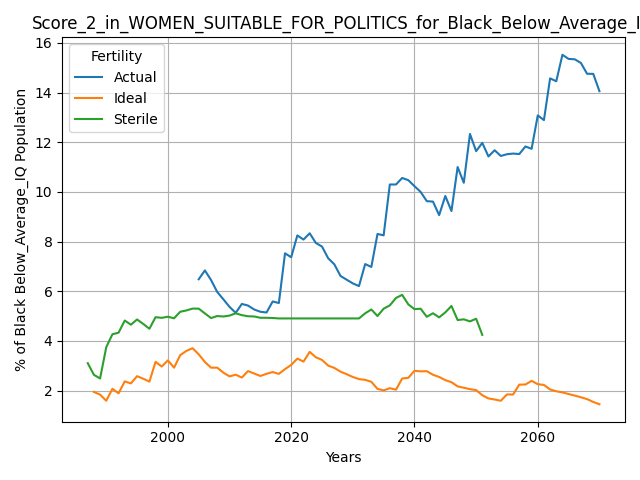 Score_2_in_WOMEN_SUITABLE_FOR_POLITICS_for_Black_Below_Average_I
Fertility
Actual
Ideal
Sterile
% of Black Below_Average_IQ Population
16
14
12
10
8
6
4
2
2000
2020
2040
2060
Years